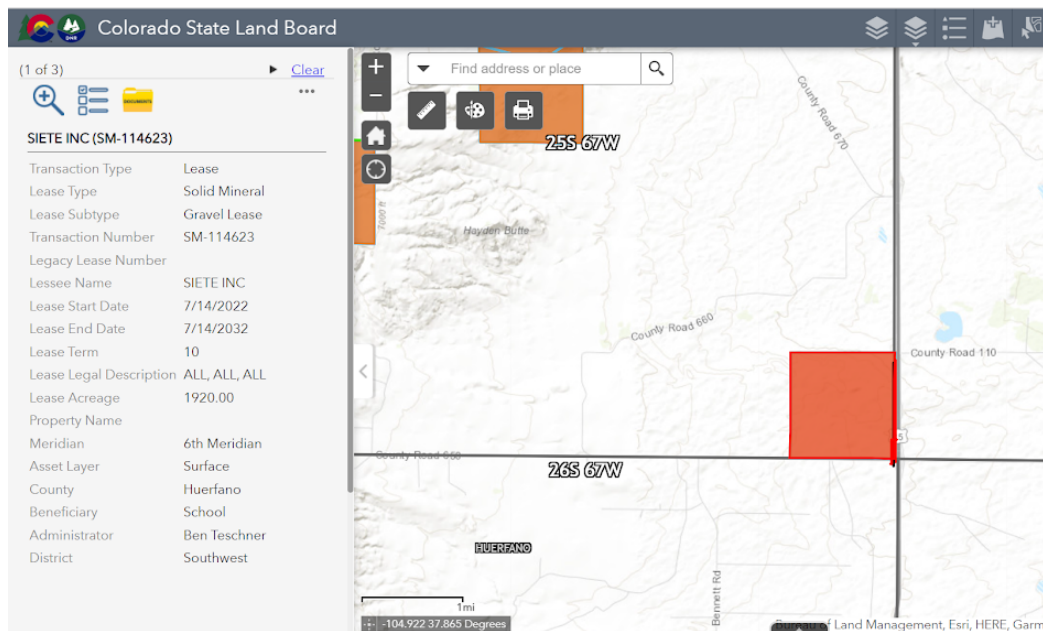 Colorado State Land Board
(1 of 3)
Clear
DOCUMENTS
SIETE INC (SM-114623)
Transaction Type Lease
Lease Type Solid Mineral
Lease Subtype Gravel Lease
Transaction Number SM-114623
Legacy Lease Number
Lessee Name SIETE INC
Lease Start Date 7/14/2022
Lease End Date 7/14/2032
Lease Term 10
Lease Legal Description ALL, ALL, ALL
Lease Acreage 1920.00
Property Name
Meridian 6th Meridian
Asset Layer Surface
County Huerfano
Beneficiary School
Administrator Ben Teschner
District Southwest
Find address or place
25S 67W
County Road 670
7000 ft
Hayden Butte
County Road 660
County Road 110
26S 67W
HUERFANO
Bennett Rd
1mi
-104.922 37.865 Degrees
Bureau of Land Management, Esri, HERE, Garm